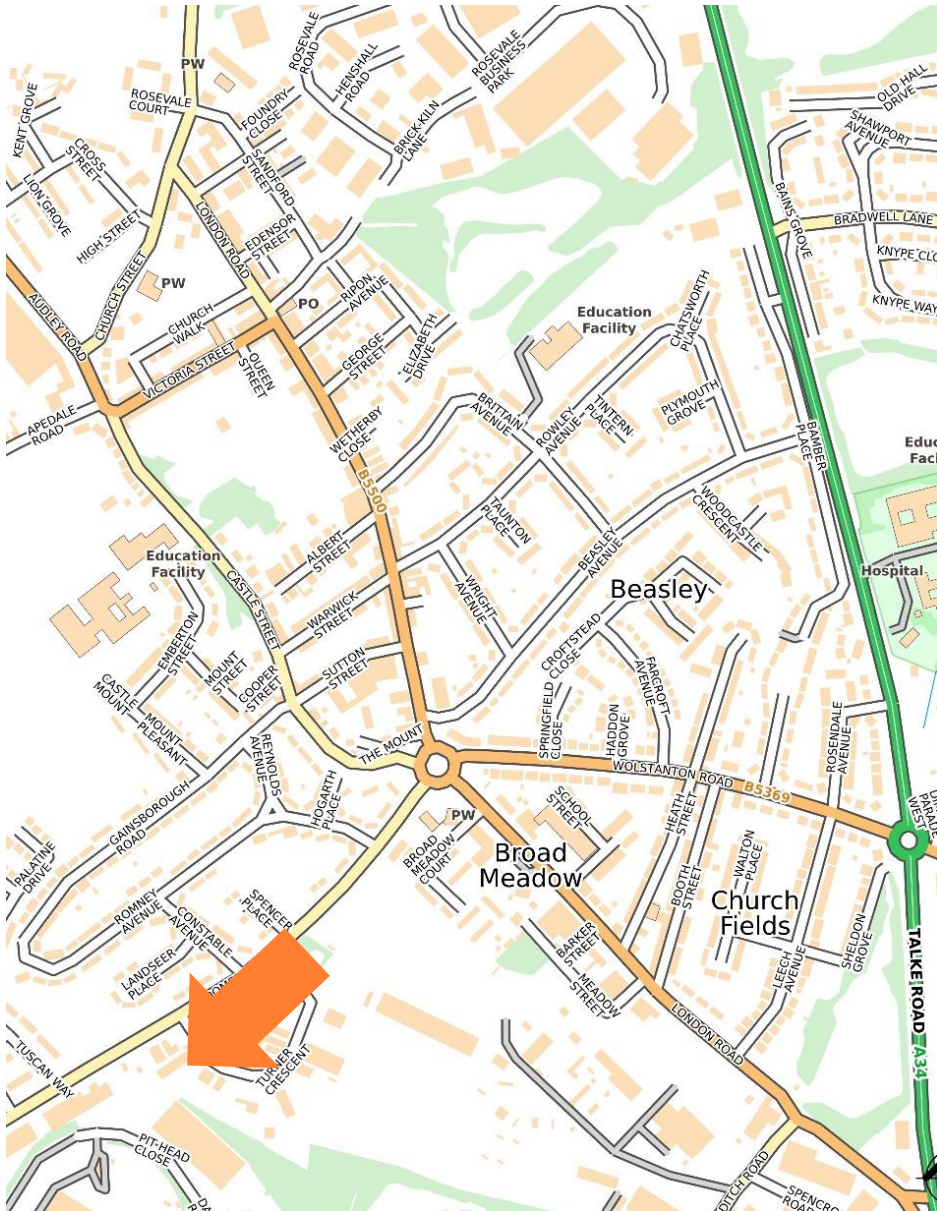 PW
ROSEVALE
ROAD
HENSHALL
ROAD
ROSEVALE
BUSINESS
PARK
ROSEVALE
COURT
FOUNDRY
CLOSE
BRICK-KILN
LANE
OLD HALL
DRIVE
SHAWPORT
AVENUE
KENT GROVE
CROSS
STREET
LION GROVE
SANDFORD
STREET
HIGH STREET
LONDON ROAD
EDENSOR
STREET
BAINS GROVE
BRADWELL LANE
KNYPE CLO
KNYPE WAY
CHURCH STREET
PW
AUDLEY ROAD
CHURCH
WALK
PO
RIPON
AVENUE
Education
Facility
CHATSWORTH
PLACE
VICTORIA STREET
QUEEN
STREET
GEORGE
STREET
ELIZABETH
DRIVE
APEDALE
ROAD
BRITTAIN
AVENUE
ROWLEY
AVENUE
TINTERN
PLACE
PLYMOUTH
GROVE
WETHERBY
CLOSE
BAMBER
PLACE
Educ
Faci
B5500
TAUNTON
PLACE
WOODCASTLE
CRESCENT
ALBERT
STREET
BEASLEY
AVENUE
Education
Facility
CASTLE STREET
WARWICK
STREET
WRIGHT
AVENUE
Beasley
Hospital
EMBERTON
STREET
MOUNT
STREET
COOPER
STREET
SUTTON
STREET
CROFTSTEAD
CLOSE
FARCROFT
AVENUE
CASTLE
MOUNT
MOUNT
PLEASANT
THE MOUNT
SPRINGFIELD
CLOSE
HADDON
GROVE
ROSENDALE
AVENUE
REYNOLDS
AVENUE
HOGARTH
PLACE
WOLSTANTON ROAD
B5369
GAINSBOROUGH
ROAD
PW
SCHOOL
STREET
HEATH
STREET
PARADE
WEST
PALATINE
DRIVE
BROAD
MEADOW
COURT
Broad
Meadow
BOOTH
STREET
WALTON
PLACE
Church
Fields
ROMNEY
AVENUE
CONSTABLE
AVENUE
SPENCER
PLACE
LANDSEER
PLACE
BARKER
STREET
MEADOW
STREET
LEECH
AVENUE
SHELDON
GROVE
TALKE ROAD A34
LONDON ROAD
TUSCAN WAY
TURNER
CRESCENT
PIT-HEAD
CLOSE
DITCH ROAD
SPENCRO
ROAD